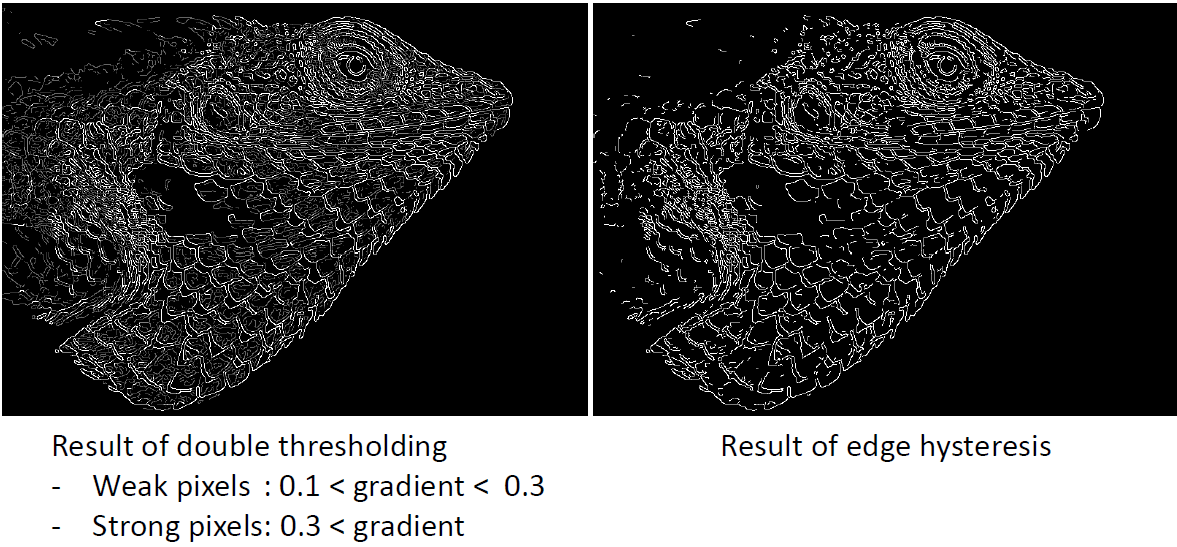 Result of double thresholding
- Weak pixels : 0.1 < gradient < 0.3
- Strong pixels: 0.3 < gradient
Result of edge hysteresis